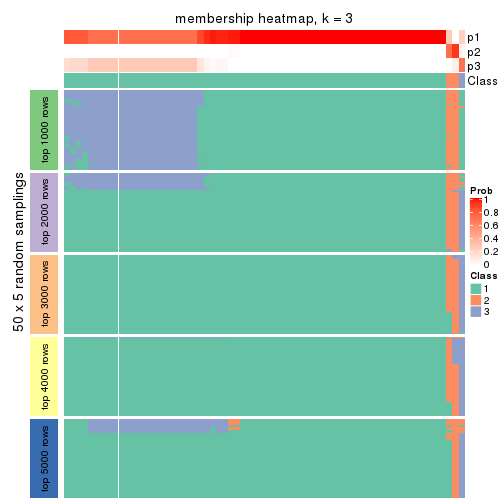 membership heatmap, k = 3
p1
p2
p3
Class
50 x 5 random samplings
top 1000 rows
top 2000 rows
top 3000 rows
top 4000 rows
top 5000 rows
Prob
1
0.8
0.6
0.4
0.2
0
Class
1
2
3